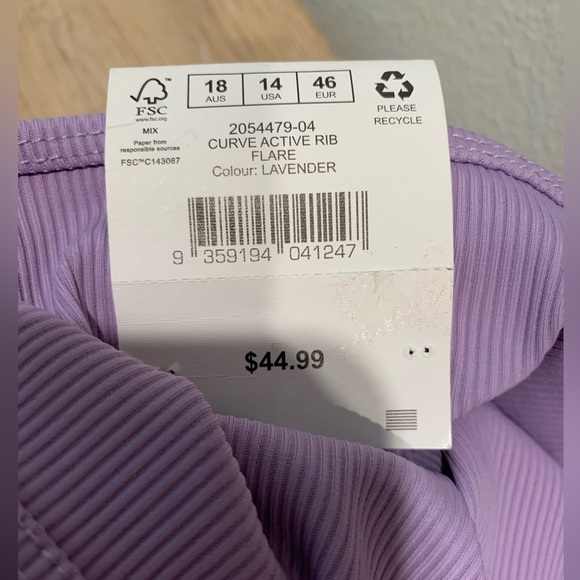 18 14 46
AUS USA EUR
FSC™
www.fsc.org
MIX
Paper from
responsible sources
FSC™C143087
PLEASE
RECYCLE
2054479-04
CURVE ACTIVE RIB
FLARE
Colour: LAVENDER
9 359194 041247
$44.99